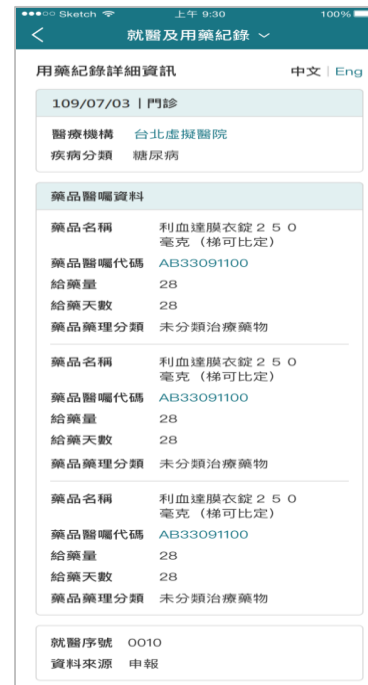 Sketch 上午 9:30 100%
就醫及用藥紀錄
用藥紀錄詳細資訊 中文 | Eng
109/07/03 | 門診
醫療機構 台北虛擬醫院
疾病分類 糖尿病
藥品醫囑資料
藥品名稱 利血達膜衣錠250
毫克（梯可比定）
藥品醫囑代碼 AB33091100
給藥量 28
給藥天數 28
藥品藥理分類 未分類治療藥物
藥品名稱 利血達膜衣錠250
毫克（梯可比定）
藥品醫囑代碼 AB33091100
給藥量 28
給藥天數 28
藥品藥理分類 未分類治療藥物
藥品名稱 利血達膜衣錠250
毫克（梯可比定）
藥品醫囑代碼 AB33091100
給藥量 28
給藥天數 28
藥品藥理分類 未分類治療藥物
就醫序號 0010
資料來源 申報